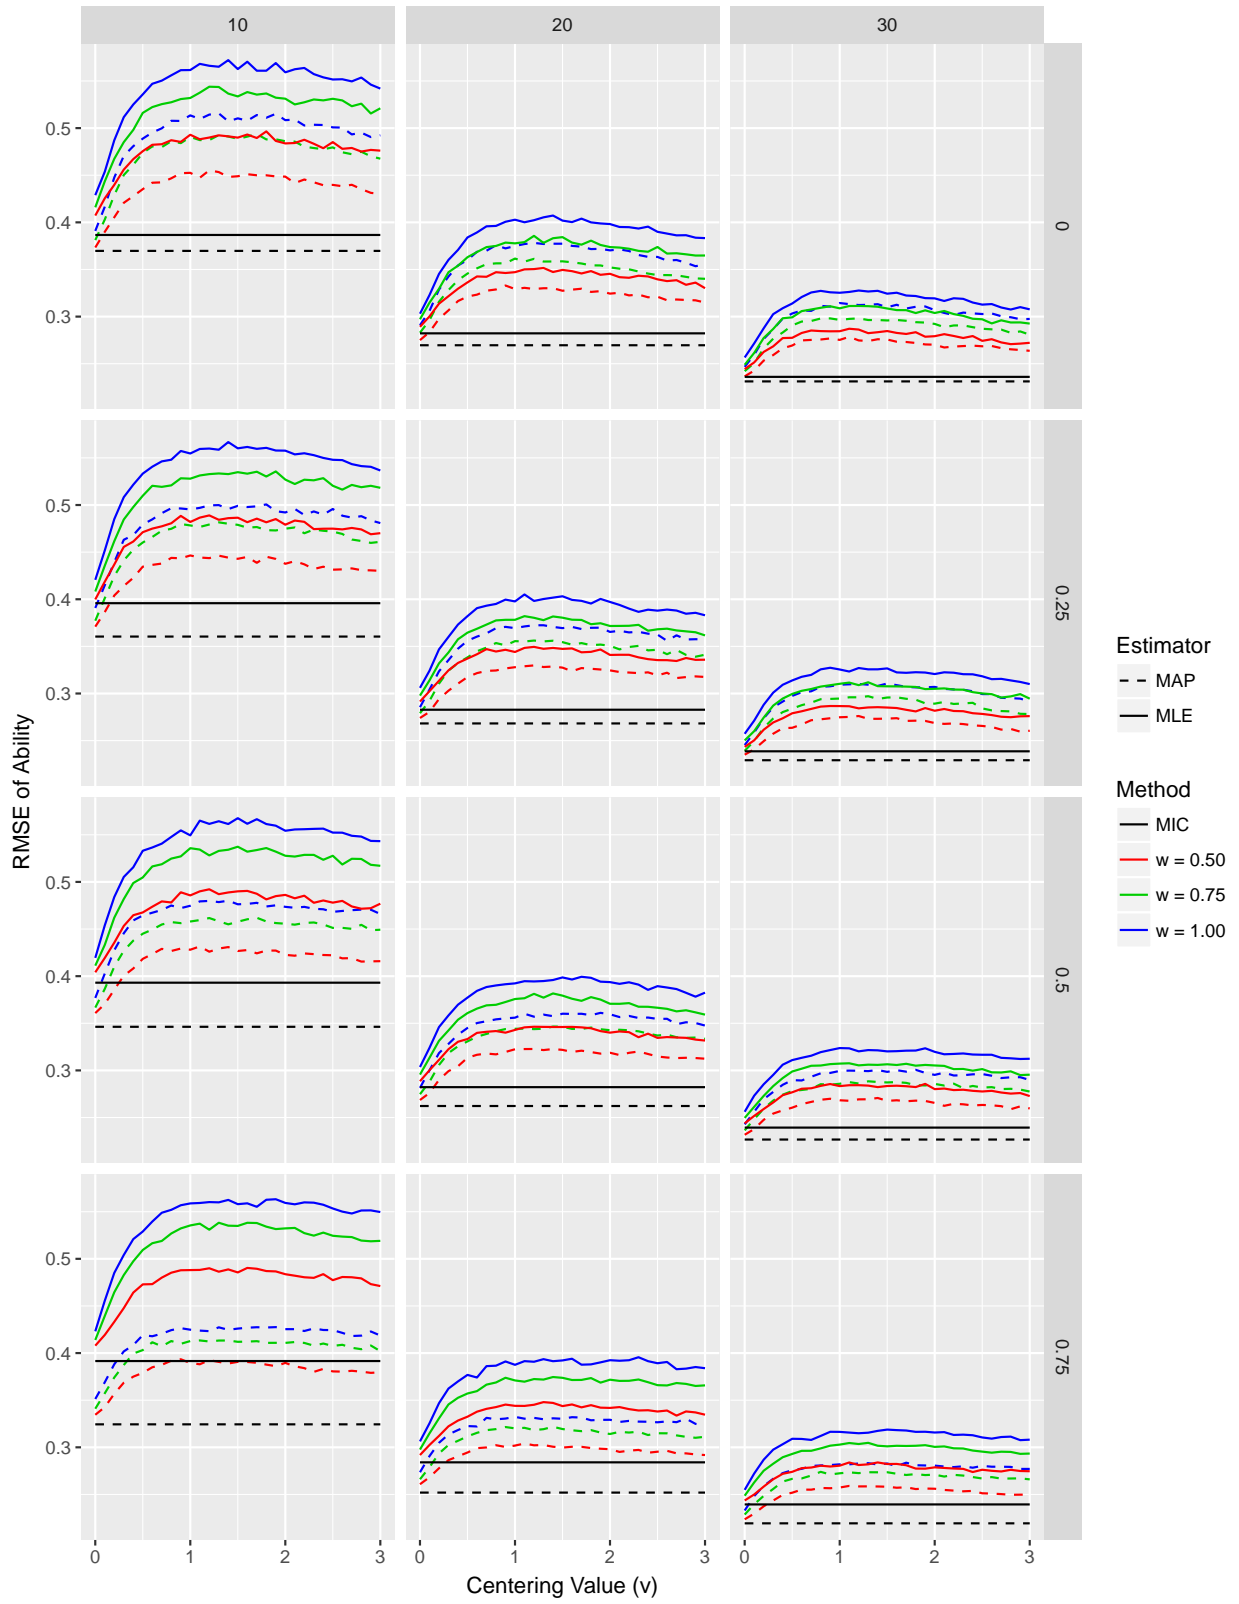 10 20 30
0.5
0.4
0.3
0
0.5
0.4
0.3
0.25
0.5
0.4
0.3
0.5
0.5
0.4
0.3
0.75
0 1 2 3 0 1 2 3 0 1 2 3
Centering Value (v)
RMSE of Ability
Estimator
MAP
MLE
Method
MIC
w = 0.50
w = 0.75
w = 1.00